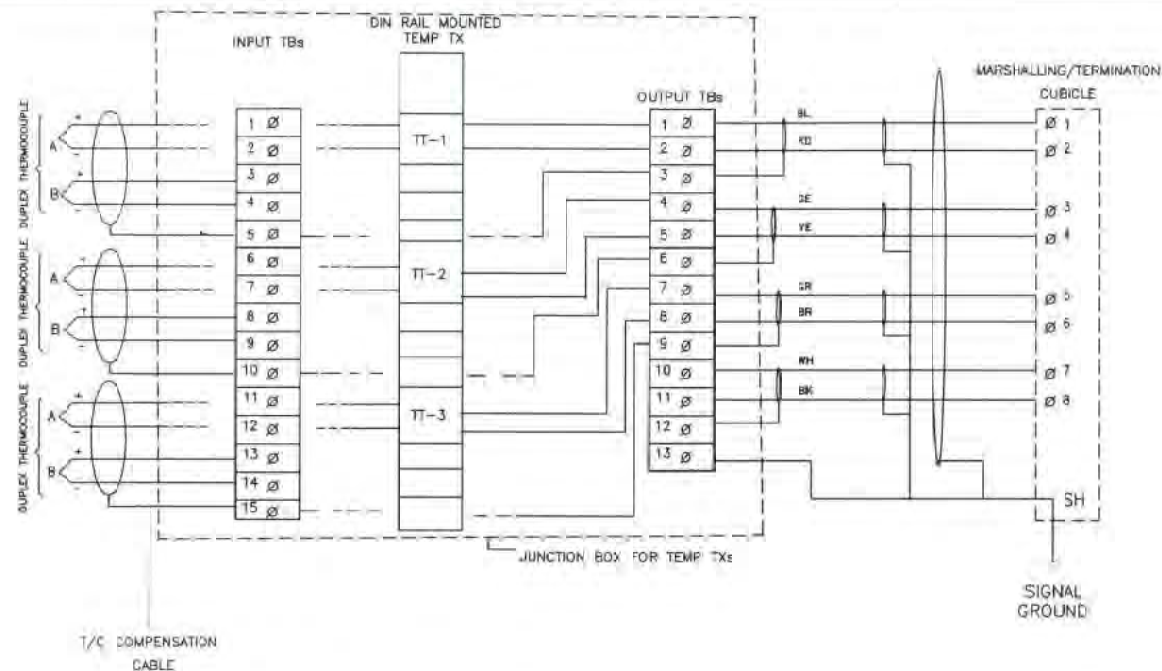 DIN RAIL MOUNTED
TEMP TX
INPUT TBs
OUTPUT TBs
MARSHALLING/TERMINATION
CUBICLE
DUPLEX THERMOCOUPLE
A
+
-
B
+
-
DUPLEX THERMOCOUPLE
A
+
-
B
+
-
DUPLEX THERMOCOUPLE
A
+
-
B
+
-
1 Ø
2 Ø
3 Ø
4 Ø
5 Ø
6 Ø
7 Ø
8 Ø
9 Ø
10 Ø
11 Ø
12 Ø
13 Ø
14 Ø
15 Ø
TT-1
TT-2
TT-3
1 Ø
2 Ø
3 Ø
4 Ø
5 Ø
6 Ø
7 Ø
8 Ø
9 Ø
10 Ø
11 Ø
12 Ø
13 Ø
BL
RD
YE
BR
WH
BK
Ø 1
Ø 2
Ø 3
Ø 4
Ø 5
Ø 6
Ø 7
Ø 8
SH
JUNCTION BOX FOR TEMP TXs
SIGNAL
GROUND
T/C COMPENSATION
CABLE